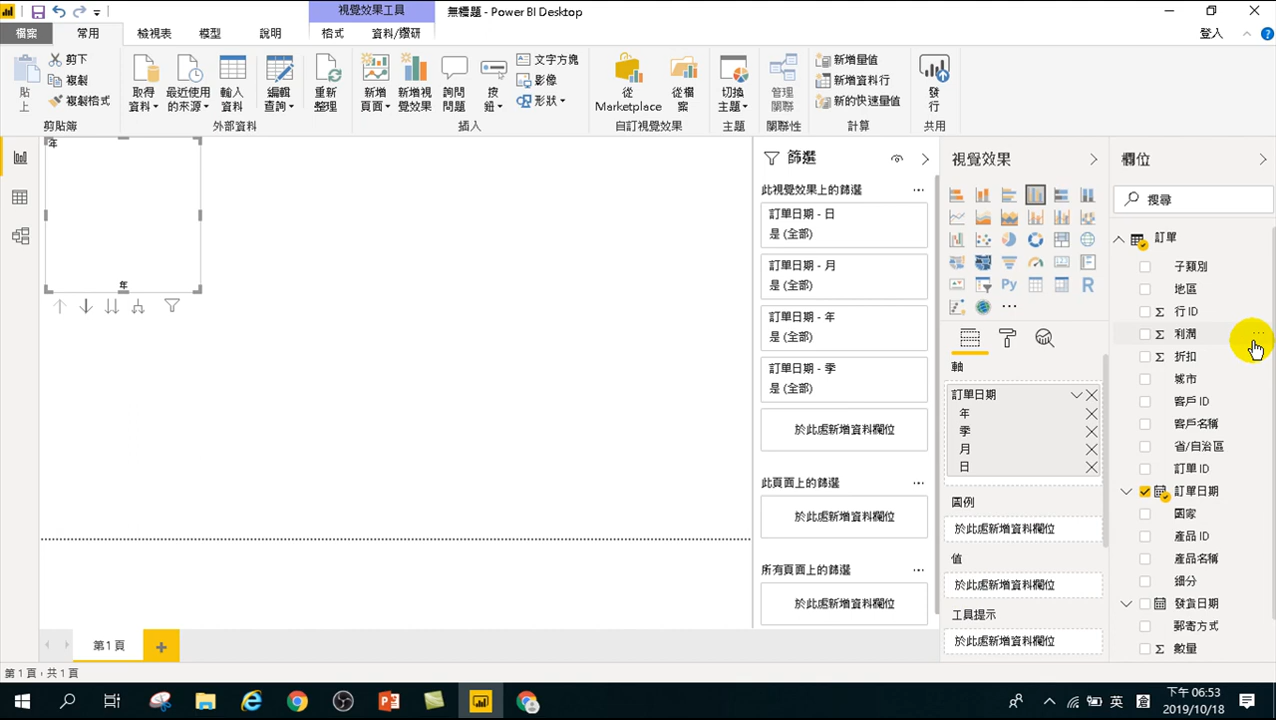 視覺效果工具
無標題 - Power BI Desktop
檔案
常用
檢視表
模型
說明
格式
資料/鑽研
登入
貼上
剪下
複製
複製格式
剪貼簿
取得資料
最近使用的來源
輸入資料
編輯查詢
重新整理
外部資料
新增頁面
新增視覺效果
詢問問題
按鈕
文字方塊
影像
形狀
插入
從 Marketplace
從檔案
自訂視覺效果
切換主題
主題
管理關聯
關聯性
新增量值
新增資料行
新的快速量值
計算
發行
共用
年
年
篩選
此視覺效果上的篩選
訂單日期 - 日
是 (全部)
訂單日期 - 月
是 (全部)
訂單日期 - 年
是 (全部)
訂單日期 - 季
是 (全部)
於此處新增資料欄位
此頁面上的篩選
於此處新增資料欄位
所有頁面上的篩選
於此處新增資料欄位
視覺效果
Py
R
軸
訂單日期
年
季
月
日
圖例
於此處新增資料欄位
值
於此處新增資料欄位
工具提示
於此處新增資料欄位
欄位
搜尋
訂單
子類別
地區
行 ID
利潤
折扣
城市
客戶 ID
客戶名稱
省/自治區
訂單 ID
訂單日期
國家
產品 ID
產品名稱
細分
發貨日期
郵寄方式
數量
第 1 頁
第 1 頁，共 1 頁
英
下午 06:53
2019/10/18